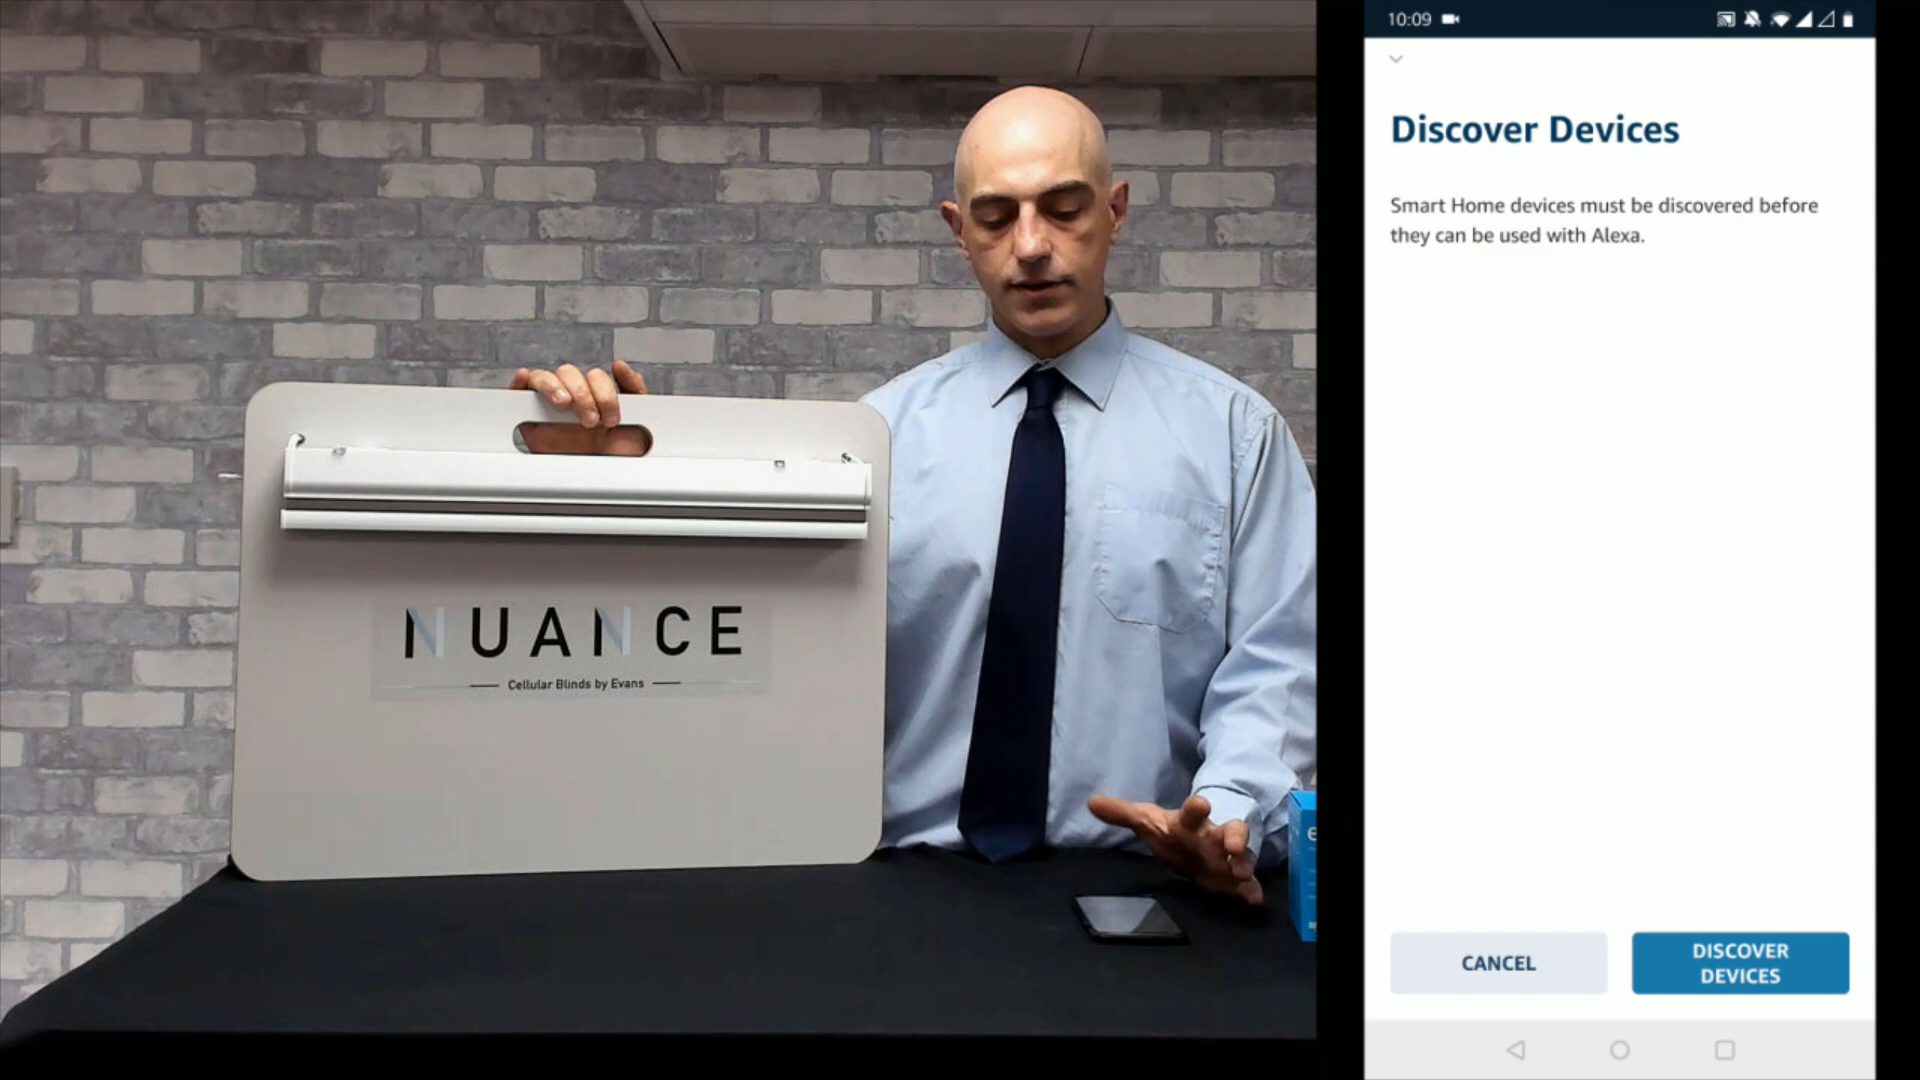 NUANCE
Cellular Blinds by Evans
10:09
Discover Devices
Smart Home devices must be discovered before
they can be used with Alexa.
CANCEL
DISCOVER
DEVICES